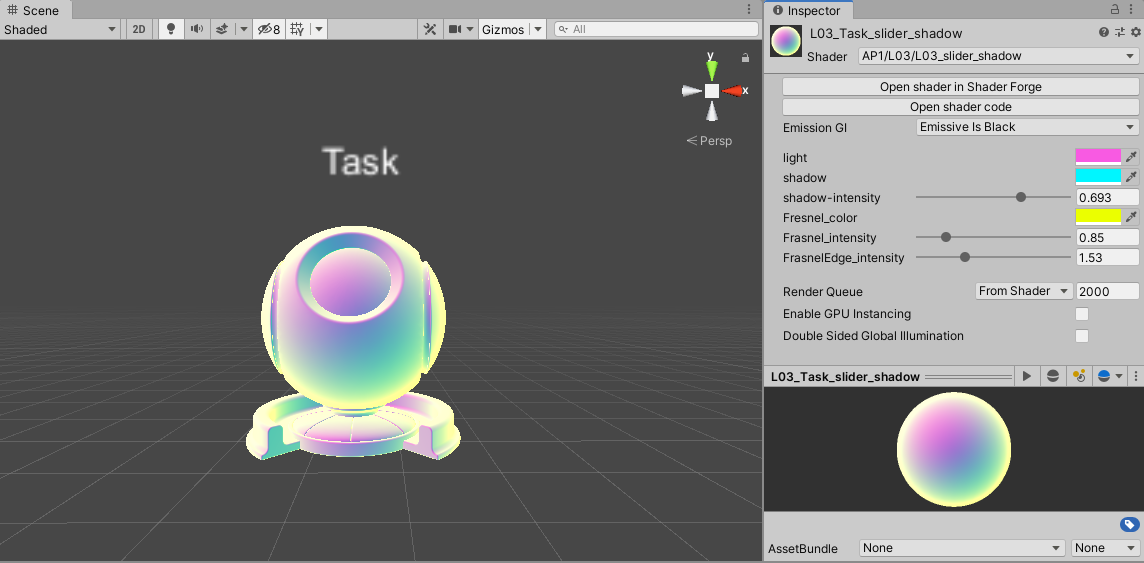 Scene
Shaded
2D
8
Gizmos
All
y
x
Persp
Task
Inspector
L03_Task_slider_shadow
Shader
AP1/L03/L03_slider_shadow
Open shader in Shader Forge
Open shader code
Emission GI
Emissive Is Black
light
shadow
shadow-intensity
0.693
Fresnel_color
Frasnel_intensity
0.85
FrasnelEdge_intensity
1.53
Render Queue
From Shader
2000
Enable GPU Instancing
Double Sided Global Illumination
L03_Task_slider_shadow
AssetBundle
None
None